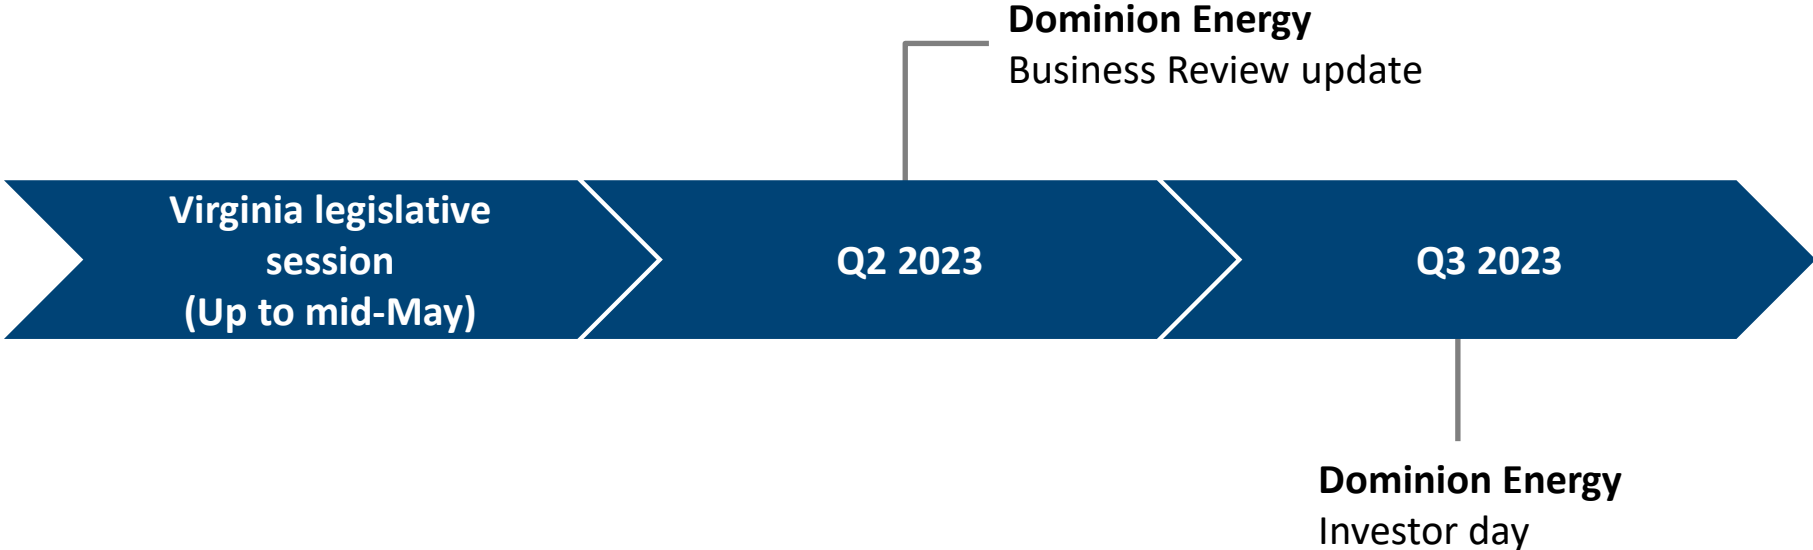 Dominion Energy
Business Review update
Virginia legislative
session
(Up to mid-May)
Q2 2023
Q3 2023
Dominion Energy
Investor day